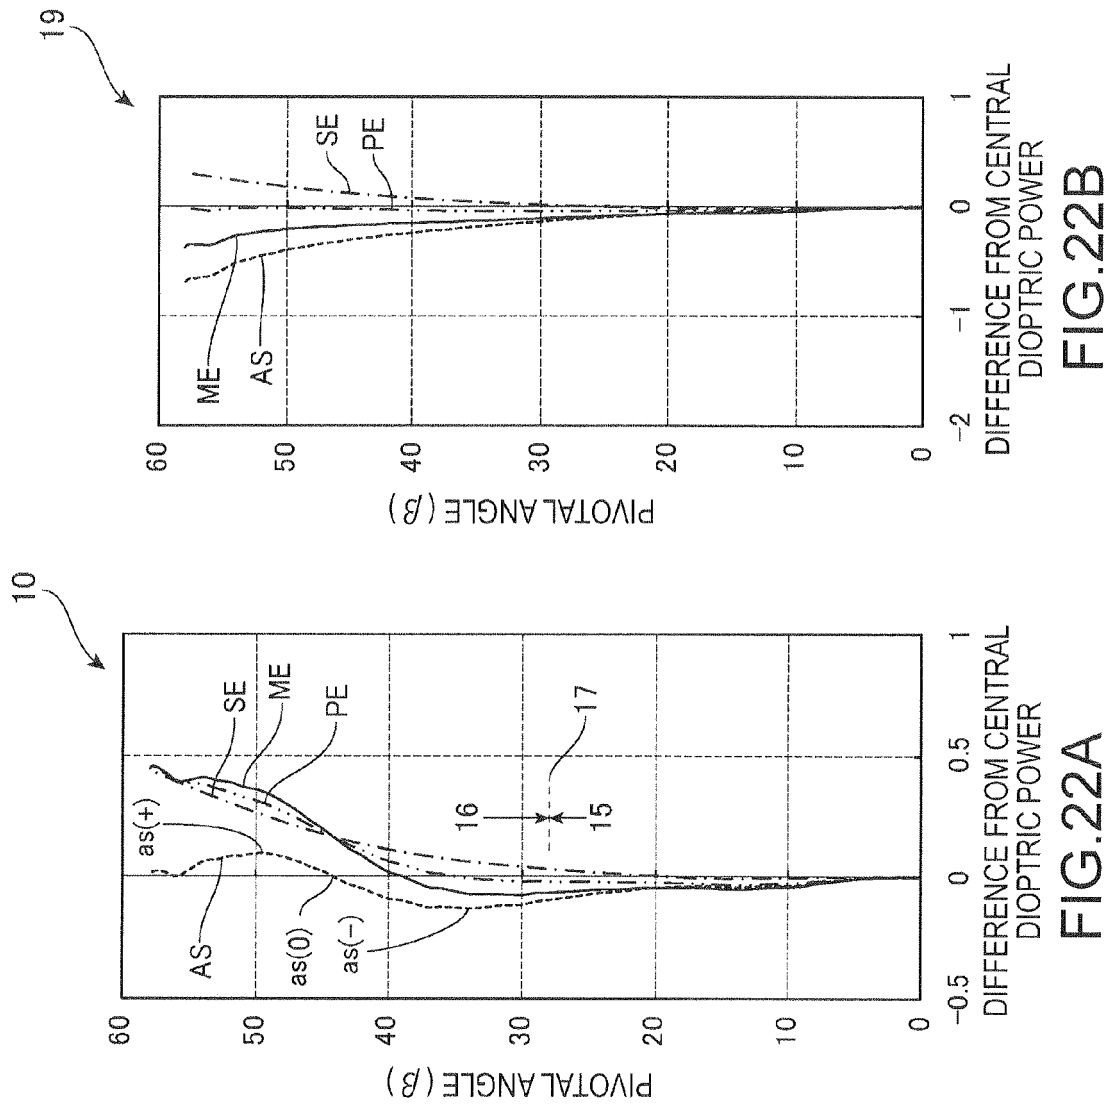 10
60
50
40
30
20
10
0
PIVOTAL ANGLE (β)
as(+)
AS
as(0)
as(−)
SE
ME
PE
16
15
17
−0.5
0
0.5
1
DIFFERENCE FROM CENTRAL
DIOPTRIC POWER
FIG.22A
19
60
50
40
30
20
10
0
PIVOTAL ANGLE (β)
ME
AS
SE
PE
−2
−1
0
1
DIFFERENCE FROM CENTRAL
DIOPTRIC POWER
FIG.22B